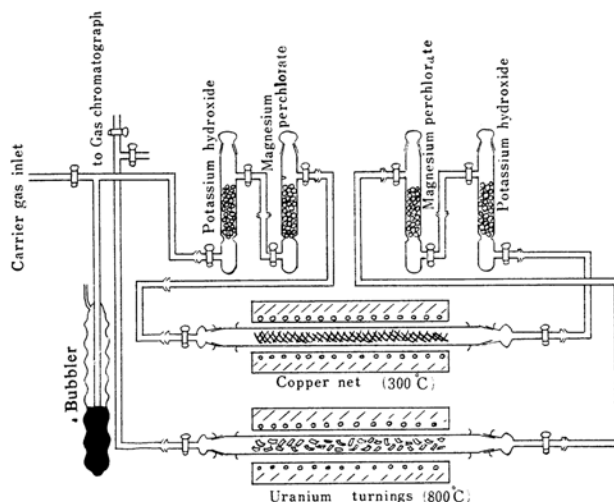 Carrier gas inlet
to Gas chromatograph
Potassium hydroxide
Magnesium
perchlorate
Magnesium perchlorate
Potassium hydroxide
Bubbler
Copper net (300°C)
Uranium turnings (800°C)